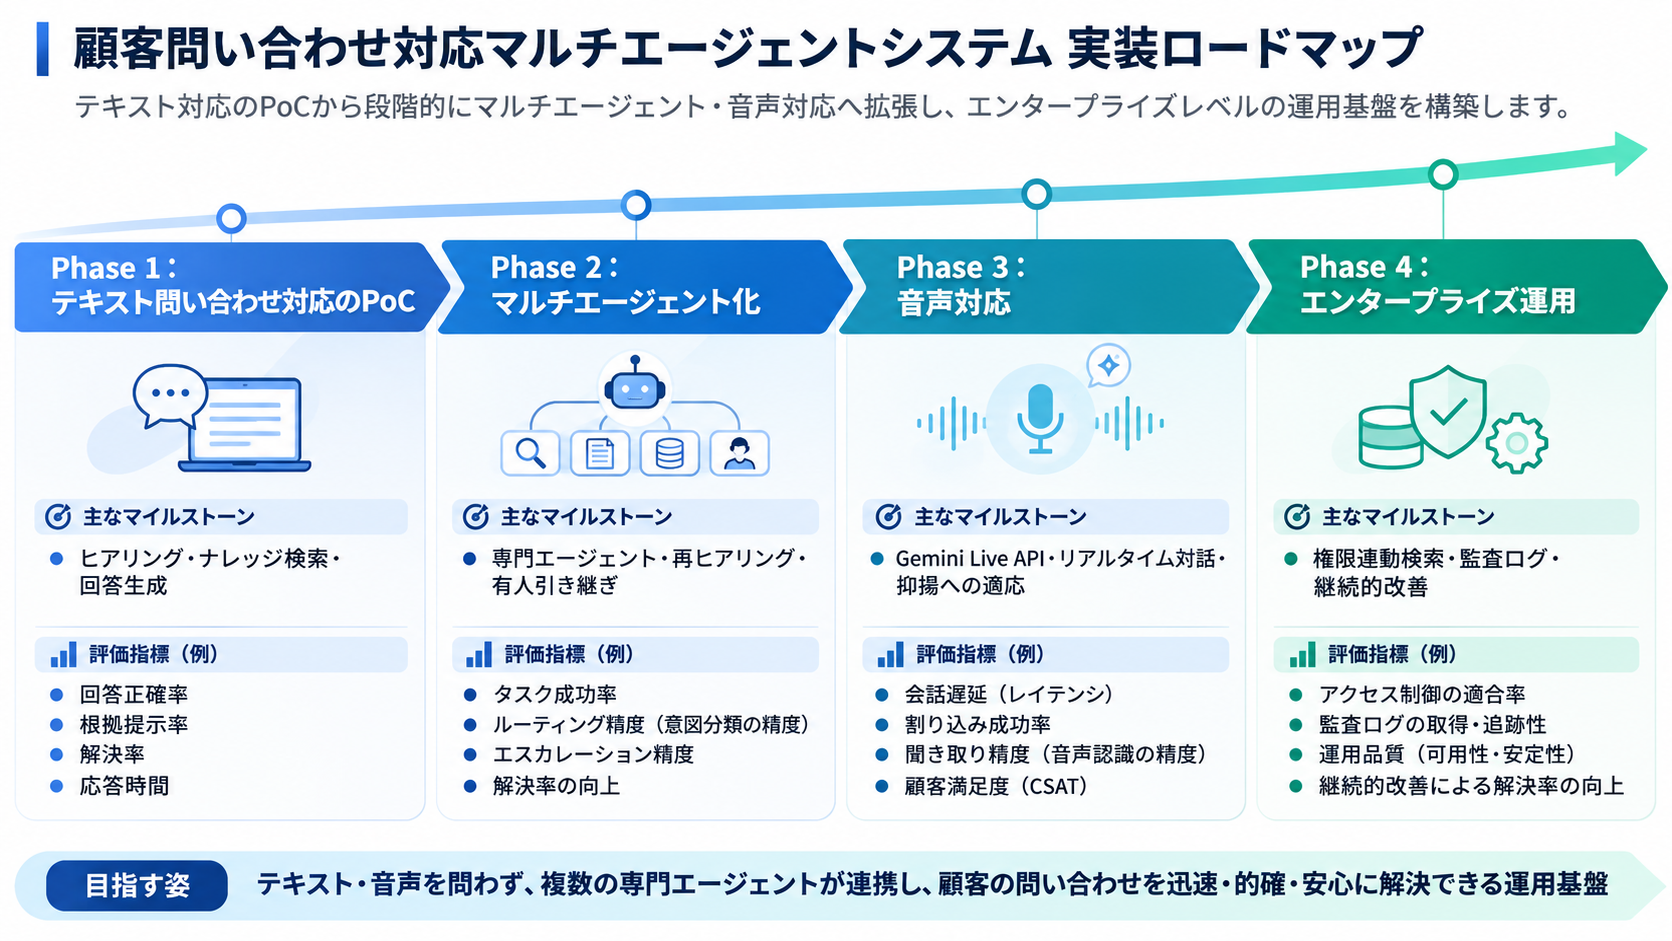 顧客問い合わせ対応マルチエージェントシステム 実装ロードマップ
テキスト対応のPoCから段階的にマルチエージェント・音声対応へ拡張し、エンタープライズレベルの運用基盤を構築します。
Phase 1：
テキスト問い合わせ対応のPoC
主なマイルストーン
ヒアリング・ナレッジ検索・
回答生成
評価指標（例）
回答正確率
根拠提示率
解決率
応答時間
Phase 2：
マルチエージェント化
主なマイルストーン
専門エージェント・再ヒアリング・
有人引き継ぎ
評価指標（例）
タスク成功率
ルーティング精度（意図分類の精度）
エスカレーション精度
解決率の向上
Phase 3：
音声対応
主なマイルストーン
Gemini Live API・リアルタイム対話・
抑揚への適応
評価指標（例）
会話遅延（レイテンシ）
割り込み成功率
聞き取り精度（音声認識の精度）
顧客満足度（CSAT）
Phase 4：
エンタープライズ運用
主なマイルストーン
権限連動検索・監査ログ・
継続的改善
評価指標（例）
アクセス制御の適合率
監査ログの取得・追跡性
運用品質（可用性・安定性）
継続的改善による解決率の向上
目指す姿
テキスト・音声を問わず、複数の専門エージェントが連携し、顧客の問い合わせを迅速・的確・安心に解決できる運用基盤